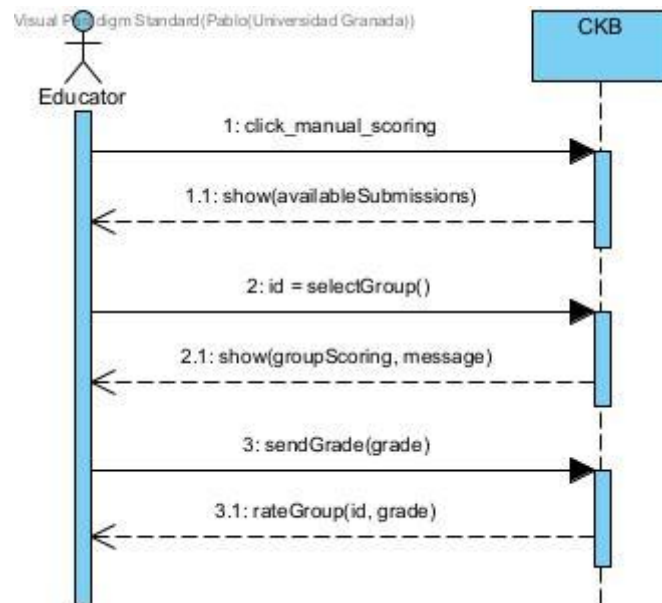 Visual Paradigm Standard(Pablo(Universidad Granada))
CKB
Educator
1: click_manual_scoring
1.1: show(availableSubmissions)
2: id = selectGroup()
2.1: show(groupScoring, message)
3: sendGrade(grade)
3.1: rateGroup(id, grade)